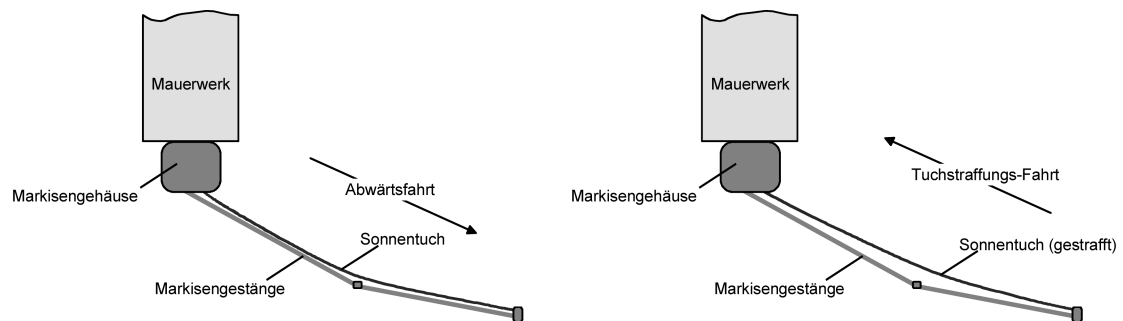 Mauerwerk
Markisengehäuse
Abwärtsfahrt
Sonnentuch
Markisengestänge
Mauerwerk
Markisengehäuse
Tuchstraffungs-Fahrt
Sonnentuch (gestrafft)
Markisengestänge